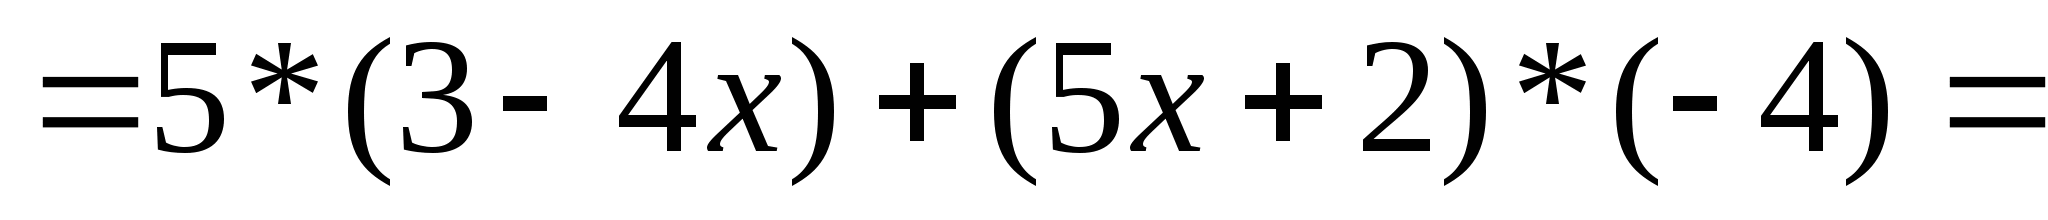 =5*(3- 4x)+(5x+2)*(-4) =